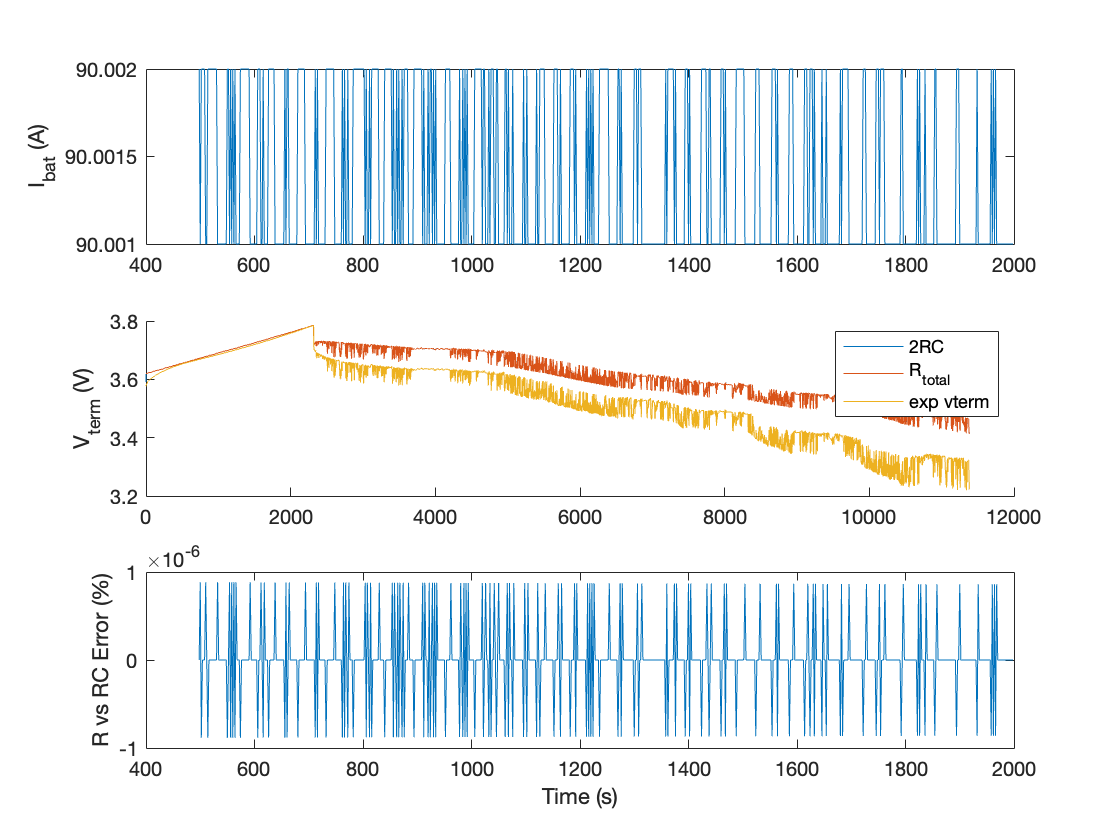 90.002
90.0015
90.001
I_bat (A)
400 600 800 1000 1200 1400 1600 1800 2000
3.8
3.6
3.4
3.2
V_term (V)
2RC
R_total
exp vterm
0 2000 4000 6000 8000 10000 12000
×10^-6
1
0
-1
R vs RC Error (%)
400 600 800 1000 1200 1400 1600 1800 2000
Time (s)